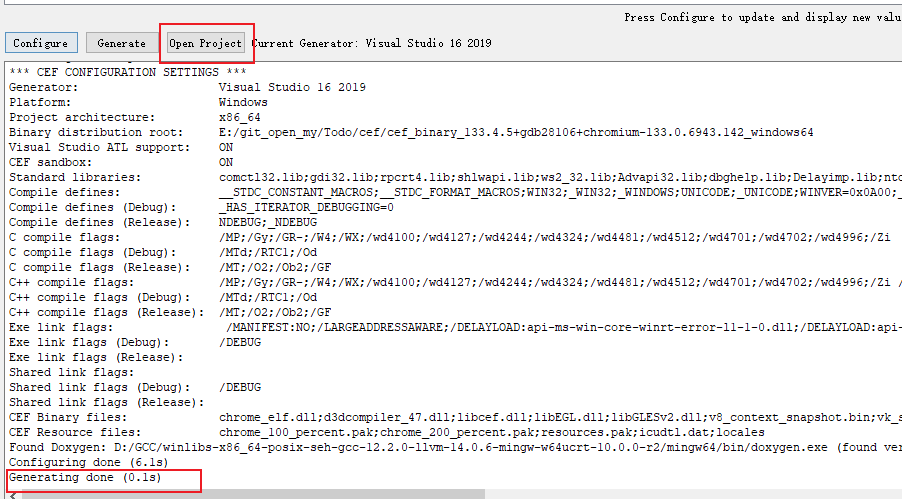 Press Configure to update and display new valu
Configure Generate Open Project Current Generator: Visual Studio 16 2019
*** CEF CONFIGURATION SETTINGS ***
Generator: Visual Studio 16 2019
Platform: Windows
Project architecture: x86_64
Binary distribution root: E:/git_open_my/Todo/cef/cef_binary_133.4.5+gdb28106+chromium-133.0.6943.142_windows64
Visual Studio ATL support: ON
CEF sandbox: ON
Standard libraries: comctl32.lib;gdi32.lib;rpcrt4.lib;shlwapi.lib;ws2_32.lib;Advapi32.lib;dbghelp.lib;Delayimp.lib;ntd
Compile defines: __STDC_CONSTANT_MACROS;__STDC_FORMAT_MACROS;WIN32;_WIN32;_WINDOWS;UNICODE;_UNICODE;WINVER=0x0A00;_
Compile defines (Debug): _HAS_ITERATOR_DEBUGGING=0
Compile defines (Release): NDEBUG;_NDEBUG
C compile flags: /MP;/Gy;/GR-;/W4;/WX;/wd4100;/wd4127;/wd4244;/wd4324;/wd4481;/wd4512;/wd4701;/wd4702;/wd4996;/Zi
C compile flags (Debug): /MTd;/RTC1;/Od
C compile flags (Release): /MT;/O2;/Ob2;/GF
C++ compile flags: /MP;/Gy;/GR-;/W4;/WX;/wd4100;/wd4127;/wd4244;/wd4324;/wd4481;/wd4512;/wd4701;/wd4702;/wd4996;/Zi /
C++ compile flags (Debug): /MTd;/RTC1;/Od
C++ compile flags (Release): /MT;/O2;/Ob2;/GF
Exe link flags: /MANIFEST:NO;/LARGEADDRESSAWARE;/DELAYLOAD:api-ms-win-core-winrt-error-l1-1-0.dll;/DELAYLOAD:api-
Exe link flags (Debug): /DEBUG
Exe link flags (Release):
Shared link flags:
Shared link flags (Debug): /DEBUG
Shared link flags (Release):
CEF Binary files: chrome_elf.dll;d3dcompiler_47.dll;libcef.dll;libEGL.dll;libGLESv2.dll;v8_context_snapshot.bin;vk_s
CEF Resource files: chrome_100_percent.pak;chrome_200_percent.pak;resources.pak;icudtl.dat;locales
Found Doxygen: D:/GCC/winlibs-x86_64-posix-seh-gcc-12.2.0-llvm-14.0.6-mingw-w64ucrt-10.0.0-r2/mingw64/bin/doxygen.exe (found ver
Configuring done (6.1s)
Generating done (0.1s)